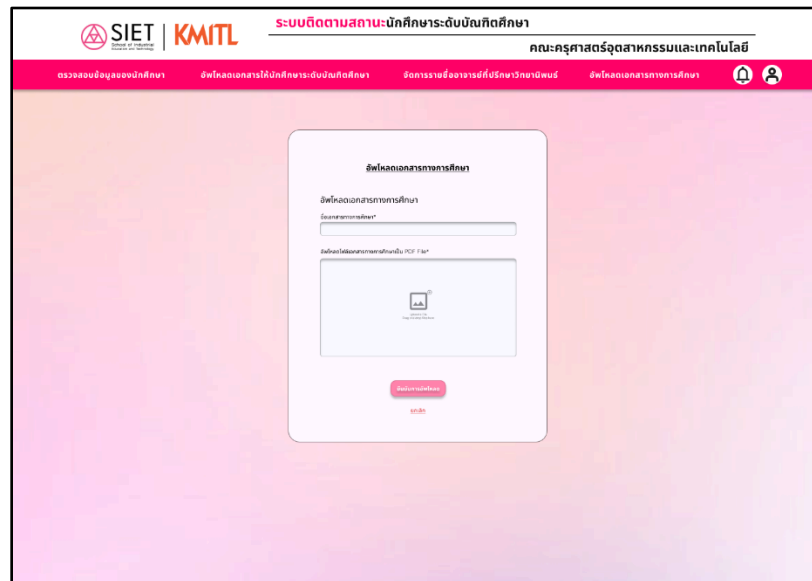 SIET
School of Industrial
Education and Technology
KMITL
ระบบติดตามสถานะนักศึกษาระดับบัณฑิตศึกษา
คณะครุศาสตร์อุตสาหกรรมและเทคโนโลยี
ตรวจสอบข้อมูลของนักศึกษา อัพโหลดเอกสารให้นักศึกษาระดับบัณฑิตศึกษา จัดการรายชื่ออาจารย์ที่ปรึกษาวิทยานิพนธ์ อัพโหลดเอกสารทางการศึกษา
อัพโหลดเอกสารทางการศึกษา
อัพโหลดเอกสารทางการศึกษา
ชื่อเอกสารทางการศึกษา*
อัพโหลดไฟล์เอกสารทางการศึกษาเป็น PDF File*
ยืนยันการอัพโหลด
ยกเลิก